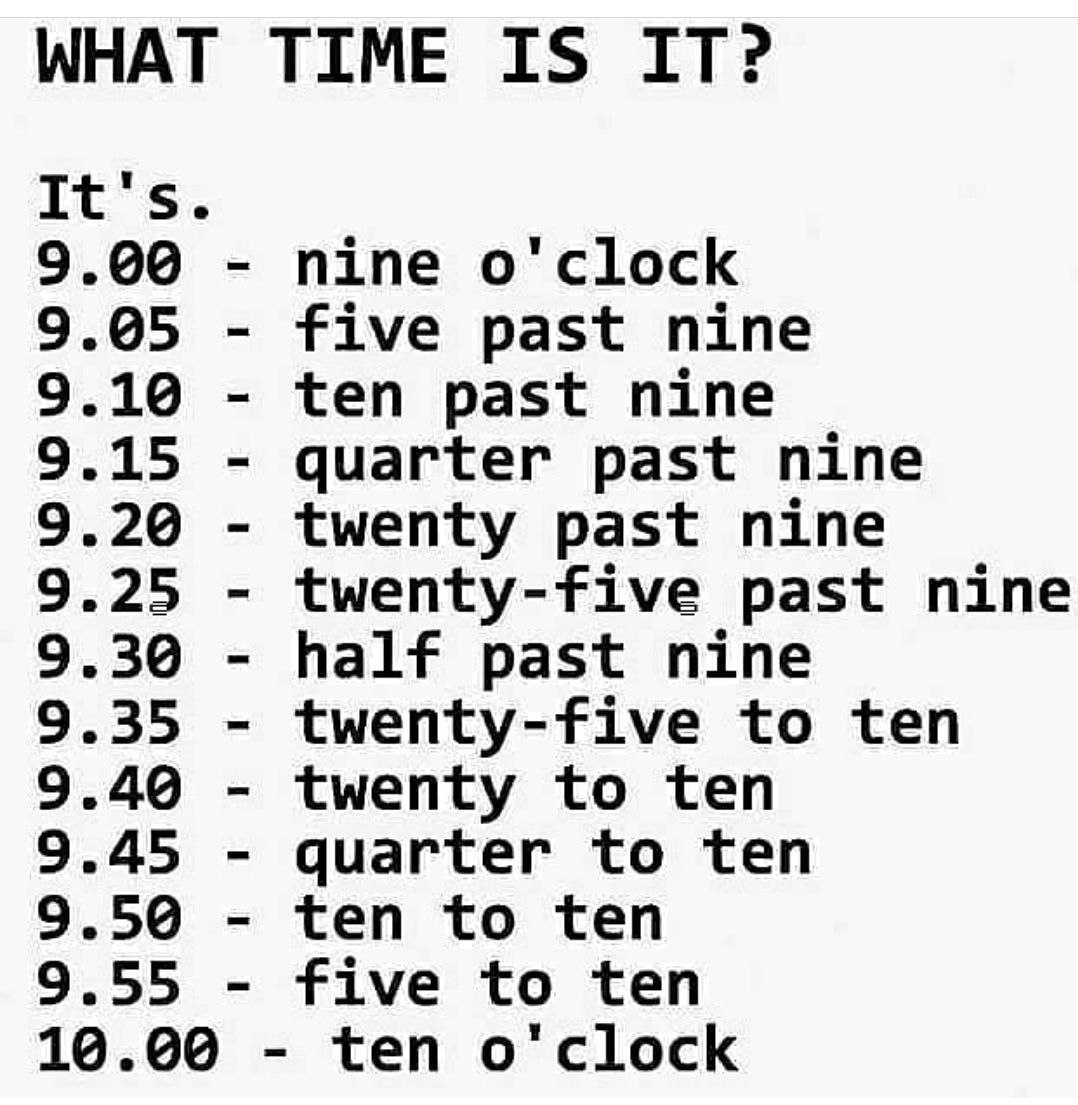 WHAT TIME IS IT?
It's.
9.00 - nine o'clock
9.05 - five past nine
9.10 - ten past nine
9.15 - quarter past nine
9.20 - twenty past nine
9.25 - twenty-five past nine
9.30 - half past nine
9.35 - twenty-five to ten
9.40 - twenty to ten
9.45 - quarter to ten
9.50 - ten to ten
9.55 - five to ten
10.00 - ten o'clock